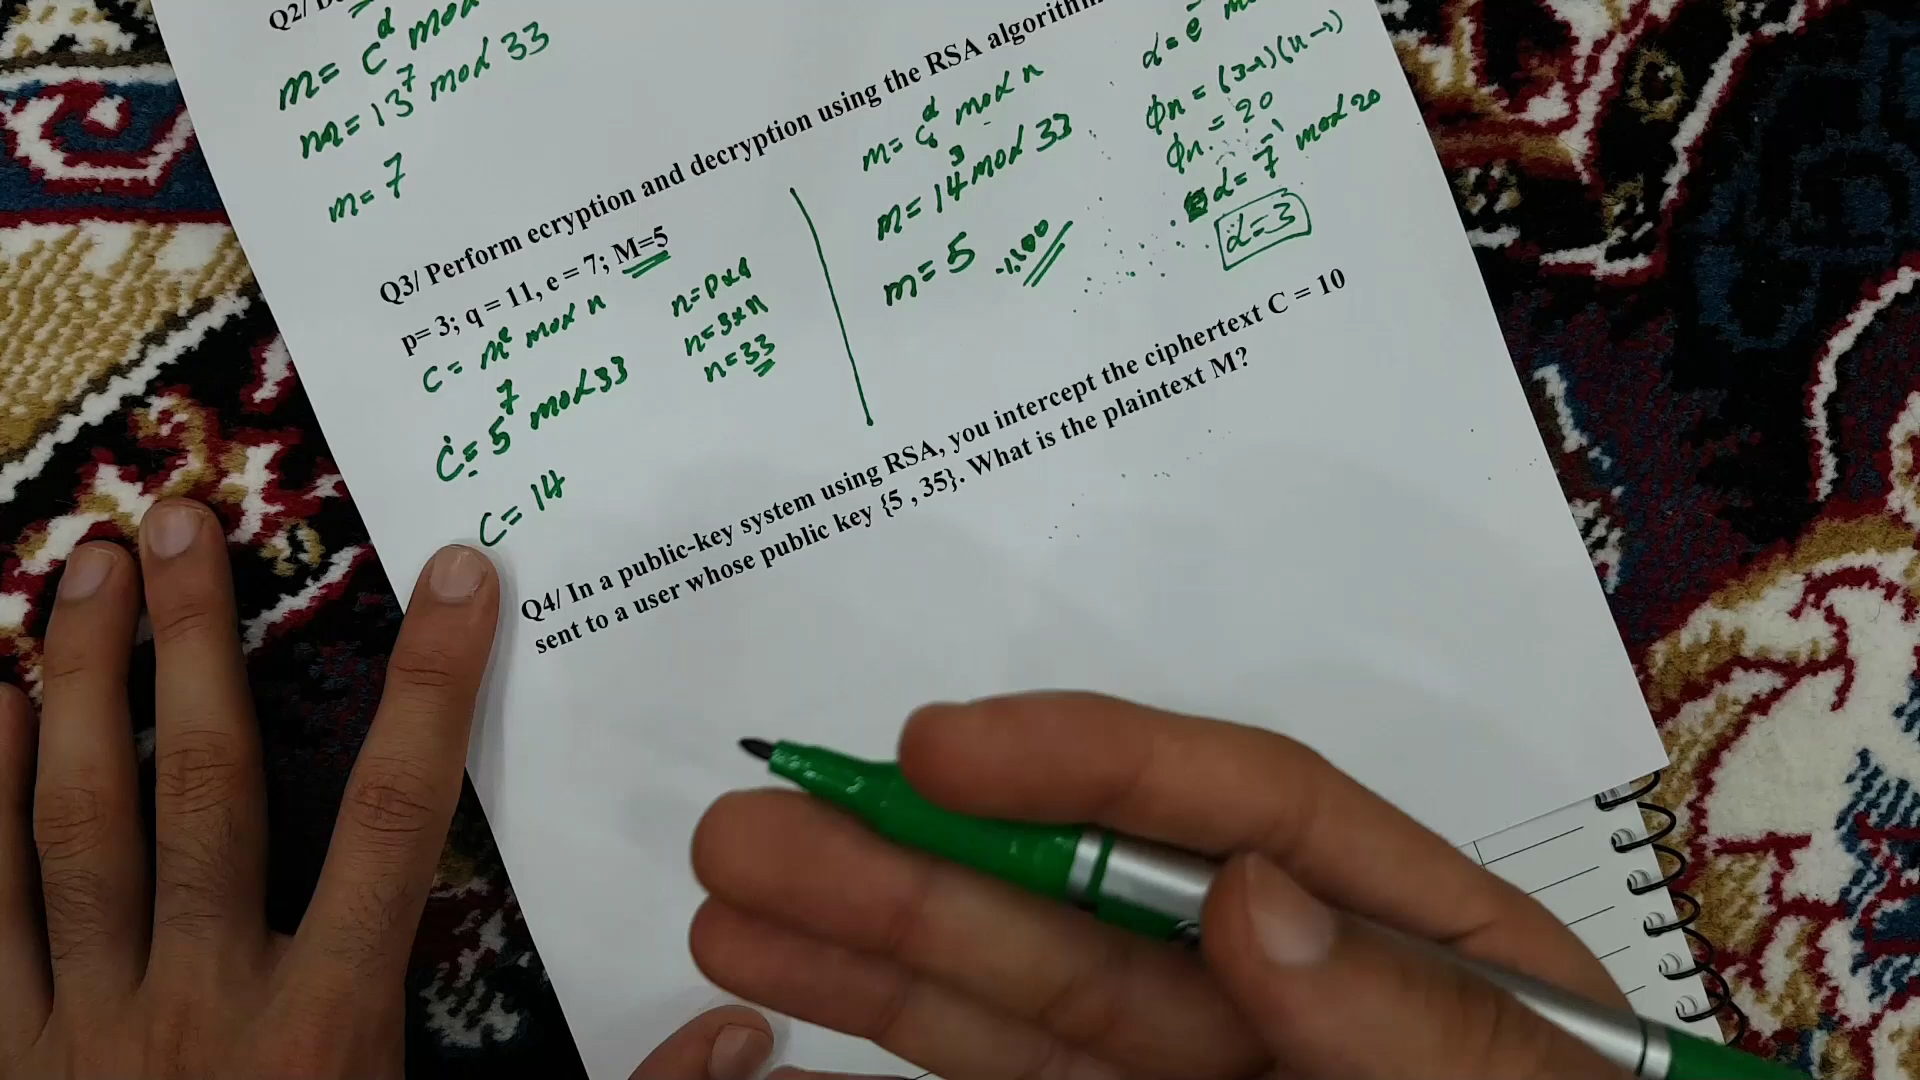 Q2/
m= C^d mod
m= 13^7 mod 33
m= 7
Q3/ Perform ecryption and decryption using the RSA algorithm
p= 3; q = 11, e = 7; M=5
C= M^e mod n
C= 5^7 mod 33
C= 14
n= P×q
n= 3×11
n= 33
m= C^d mod n
m= 14^3 mod 33
m= 5
d= e
φn = (3-1)(11-1)
φn = 20
d= 7^-1 mod 20
d=3
Q4/ In a public-key system using RSA, you intercept the ciphertext C = 10
sent to a user whose public key {5 , 35}. What is the plaintext M?